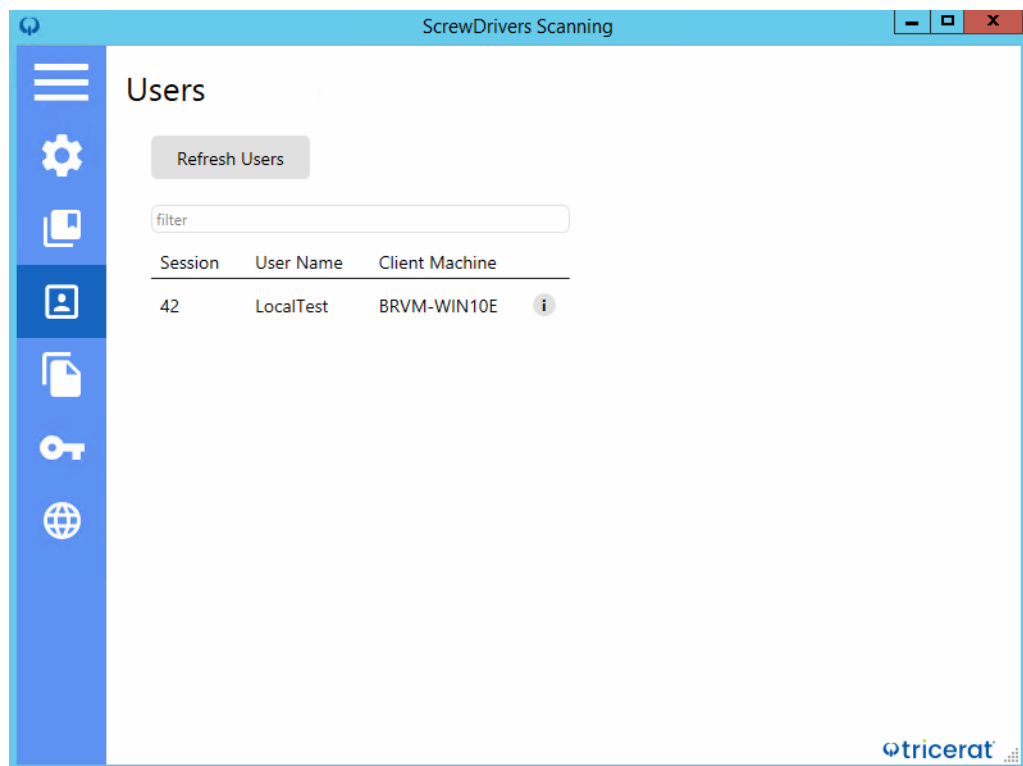 ScrewDrivers Scanning
Users
Refresh Users
filter
Session User Name Client Machine
42 LocalTest BRVM-WIN10E i
tricerat